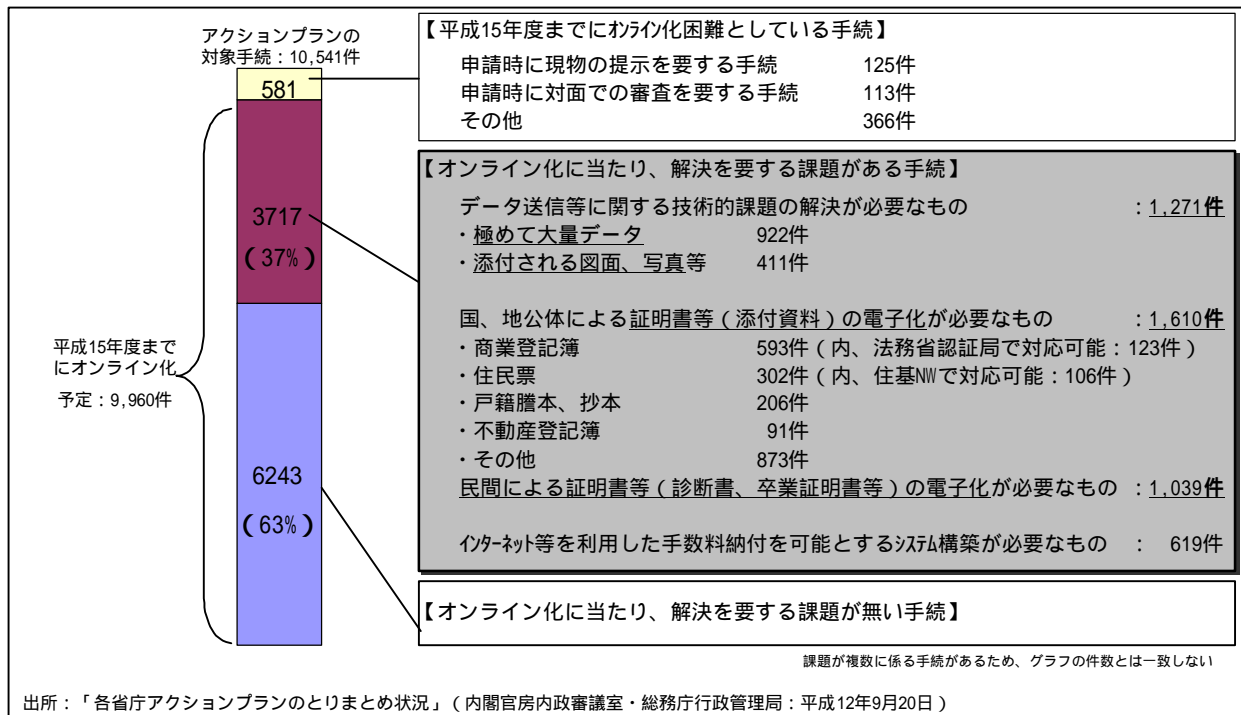 アクションプランの
対象手続：10,541件
581
3717
（37%）
6243
（63%）
平成15年度まで
にオンライン化
予定：9,960件
【平成15年度までにオンライン化困難としている手続】
申請時に現物の提示を要する手続 125件
申請時に対面での審査を要する手続 113件
その他 366件
【オンライン化に当たり、解決を要する課題がある手続】
データ送信等に関する技術的課題の解決が必要なもの ：1,271件
・極めて大量データ 922件
・添付される図面、写真等 411件
国、地公体による証明書等（添付資料）の電子化が必要なもの ：1,610件
・商業登記簿 593件（内、法務省認証局で対応可能：123件）
・住民票 302件（内、住基NWで対応可能：106件）
・戸籍謄本、抄本 206件
・不動産登記簿 91件
・その他 873件
民間による証明書等（診断書、卒業証明書等）の電子化が必要なもの ：1,039件
インターネット等を利用した手数料納付を可能とするシステム構築が必要なもの ： 619件
【オンライン化に当たり、解決を要する課題が無い手続】
課題が複数に係る手続があるため、グラフの件数とは一致しない
出所：「各省庁アクションプランのとりまとめ状況」（内閣官房内政審議室・総務庁行政管理局：平成12年9月20日）